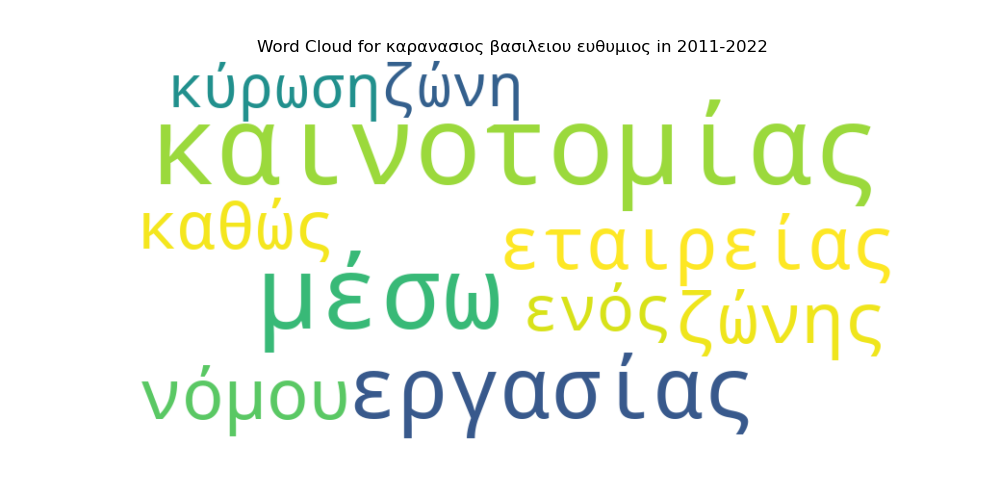 Word Cloud for καρανασιος βασιλειου ευθυμιος in 2011-2022
κύρωση ζώνη
καινοτομίας
καθώς εταιρείας
μέσω ενός ζώνης
νόμου εργασίας